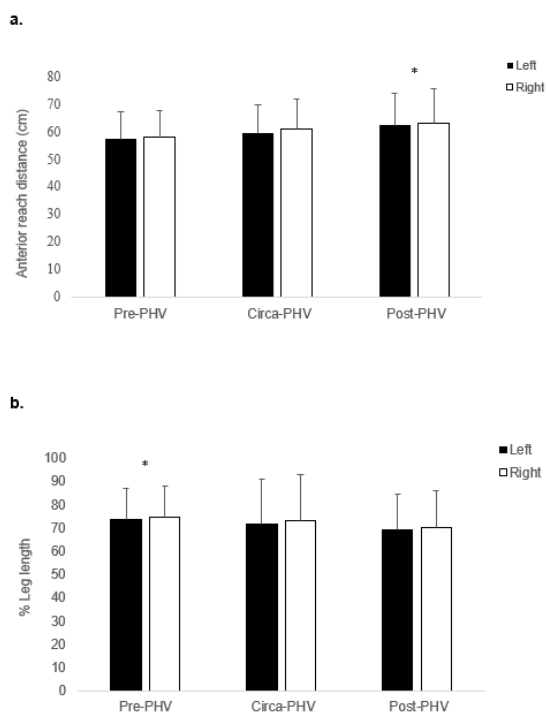 a.
*
Left
Right
80
70
60
50
40
30
20
10
0
Anterior reach distance (cm)
Pre-PHV Circa-PHV Post-PHV
b.
*
Left
Right
100
90
80
70
60
50
40
30
20
10
0
% Leg length
Pre-PHV Circa-PHV Post-PHV